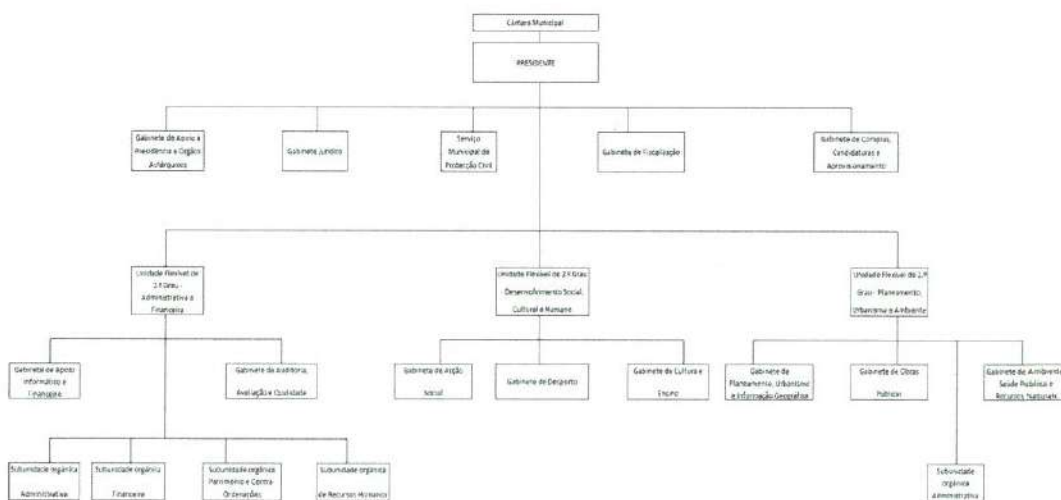 Câmara Municipal
PRESIDENTE
Gabinete de Apoio à
Presidência e Órgãos
Autárquicos
Gabinete Jurídico
Serviço
Municipal de
Protecção Civil
Gabinete de Fiscalização
Gabinete de Compras,
Candidaturas e
Aprovisionamento
Unidade Flexível de
2.º Grau -
Administrativa e
Financeira
Unidade Flexível de 2.º Grau
- Desenvolvimento Social,
Cultural e Humano
Unidade Flexível de 2.º
Grau - Planeamento,
Urbanismo e Ambiente
Gabinete de Apoio
Informático e
Financeiro
Gabinete de Auditoria,
Avaliação e Qualidade
Gabinete de Acção
Social
Gabinete de Desporto
Gabinete de Cultura e
Ensino
Gabinete de
Planeamento, Urbanismo
e Informação Geográfica
Gabinete de Obras
Públicas
Gabinete de Ambiente
Saúde Pública e
Recursos Naturais
Subunidade orgânica
Administrativa
Subunidade orgânica
Financeira
Subunidade orgânica
Património e Contra
Ordenações
Subunidade orgânica
de Recursos Humanos
Subunidade
orgânica
Administrativa